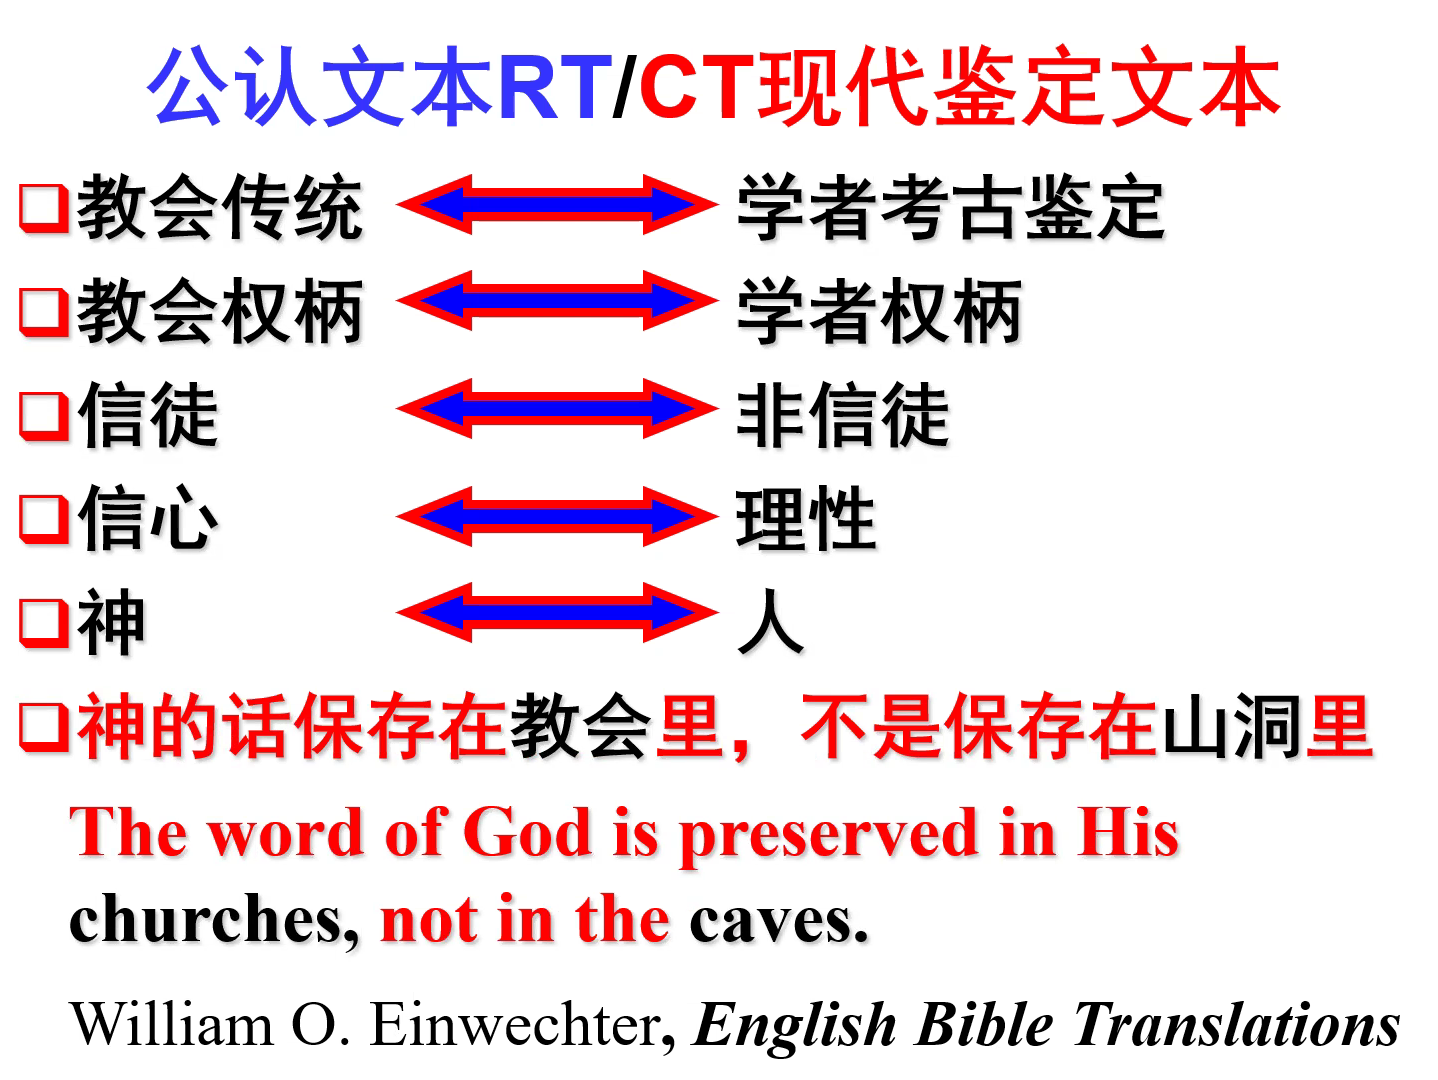 公认文本RT/CT现代鉴定文本
教会传统 学者考古鉴定
教会权柄 学者权柄
信徒 非信徒
信心 理性
神 人
神的话保存在教会里，不是保存在山洞里
The word of God is preserved in His
churches, not in the caves.
William O. Einwechter, English Bible Translations